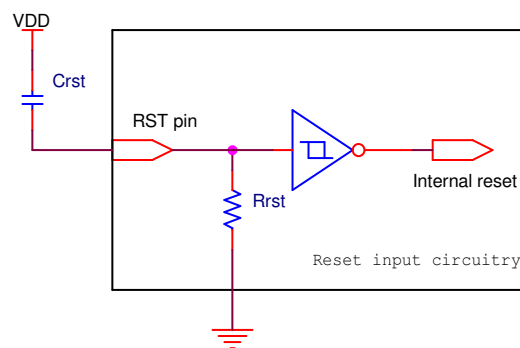 VDD
Crst
RST pin
Rrst
Internal reset
Reset input circuitry